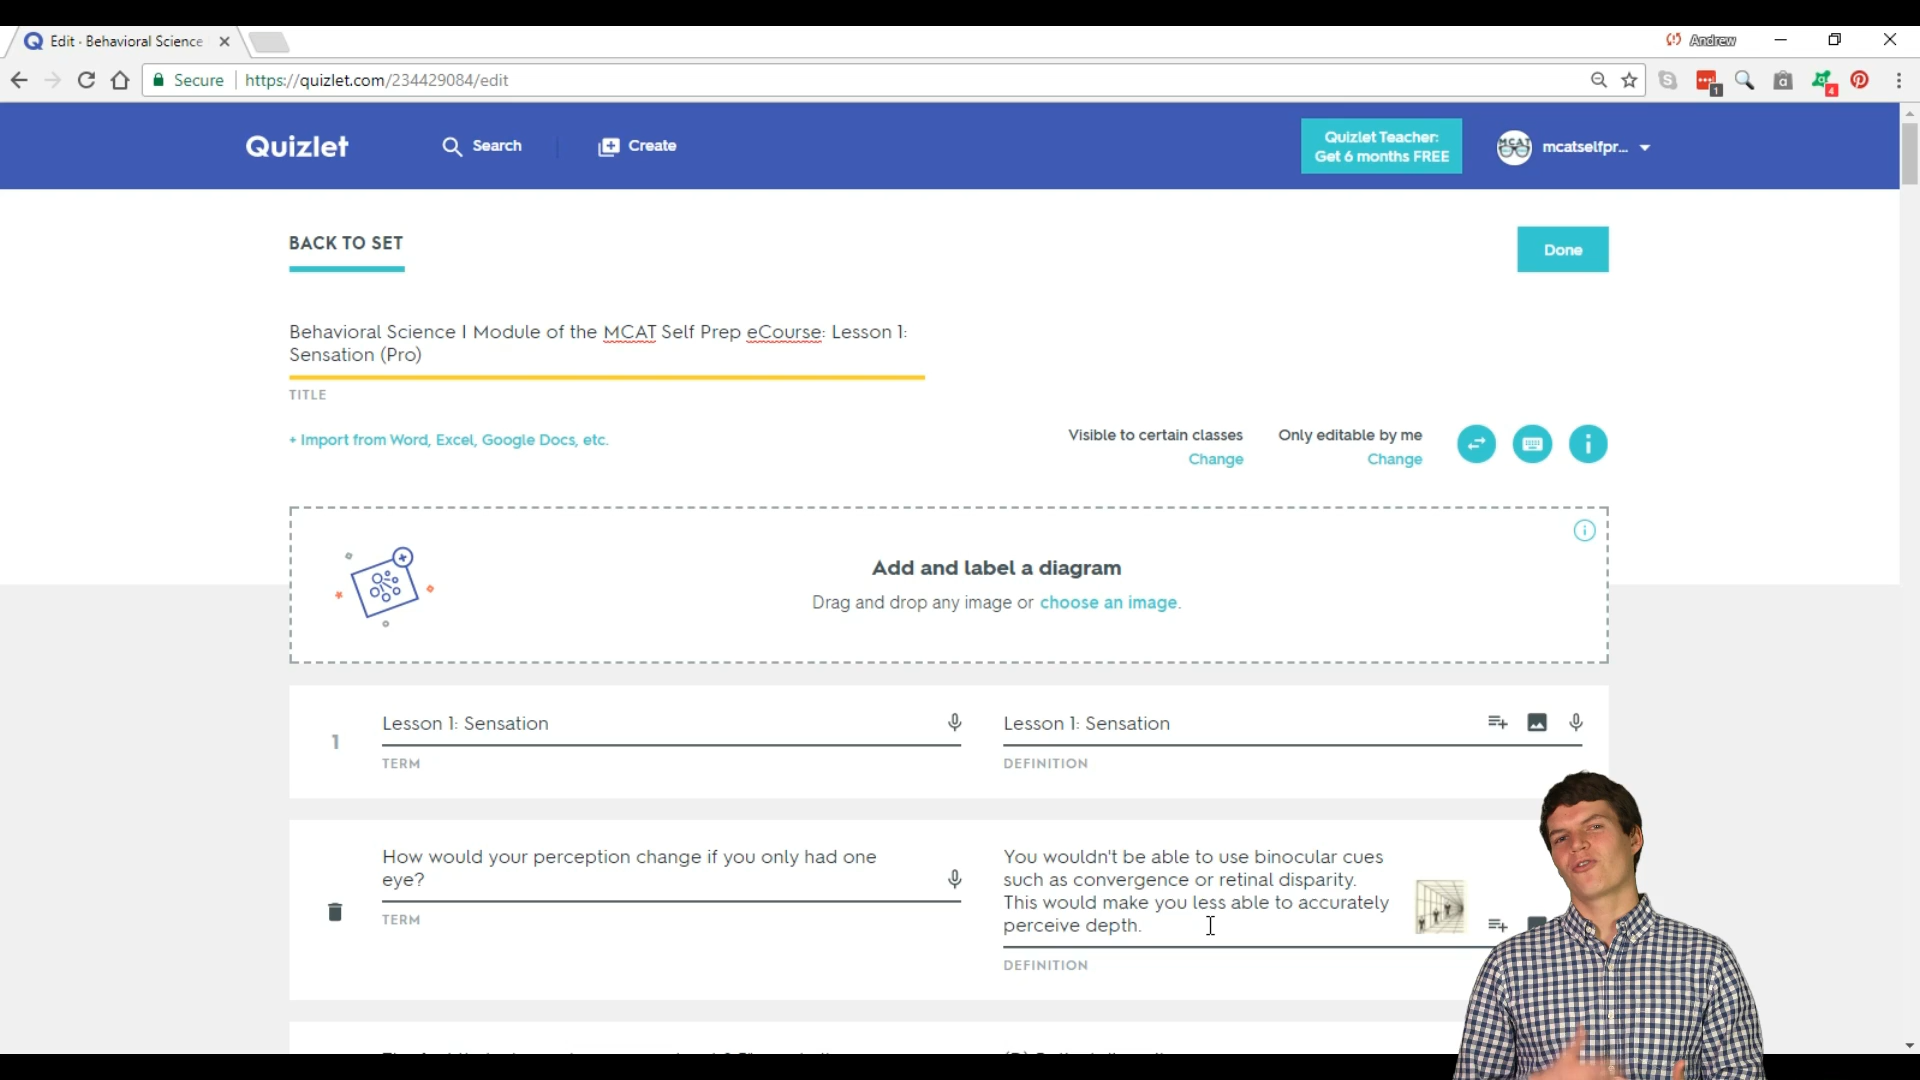 Edit - Behavioral Science
Andrew
Secure
https://quizlet.com/234429084/edit
1
4
Quizlet
Search
Create
Quizlet Teacher:
Get 6 months FREE
MCAT
mcatselfpr...
BACK TO SET
Done
Behavioral Science I Module of the MCAT Self Prep eCourse: Lesson 1:
Sensation (Pro)
TITLE
+ Import from Word, Excel, Google Docs, etc.
Visible to certain classes
Change
Only editable by me
Change
Add and label a diagram
Drag and drop any image or choose an image.
1
Lesson 1: Sensation
TERM
Lesson 1: Sensation
DEFINITION
How would your perception change if you only had one
eye?
TERM
You wouldn't be able to use binocular cues
such as convergence or retinal disparity.
This would make you less able to accurately
perceive depth.
DEFINITION